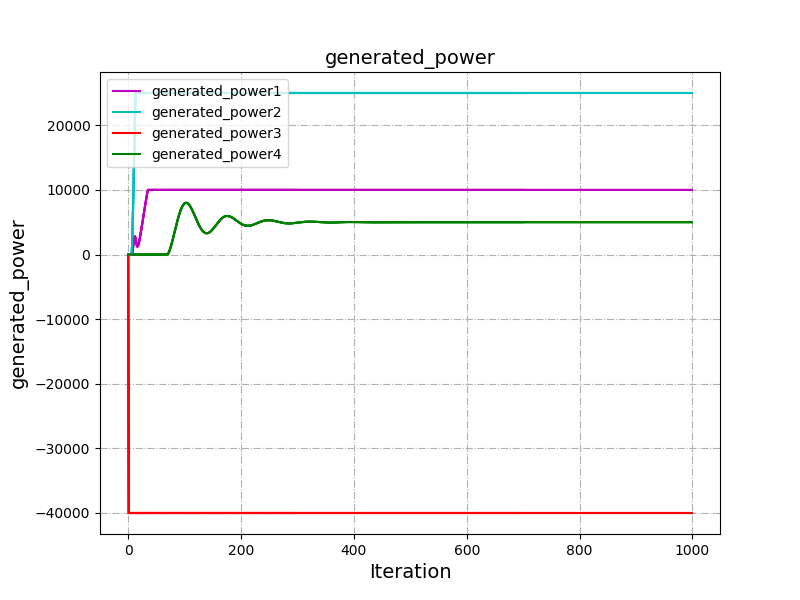 generated_power
generated_power1
generated_power2
generated_power3
generated_power4
20000
10000
0
−10000
−20000
−30000
−40000
generated_power
0 200 400 600 800 1000
Iteration